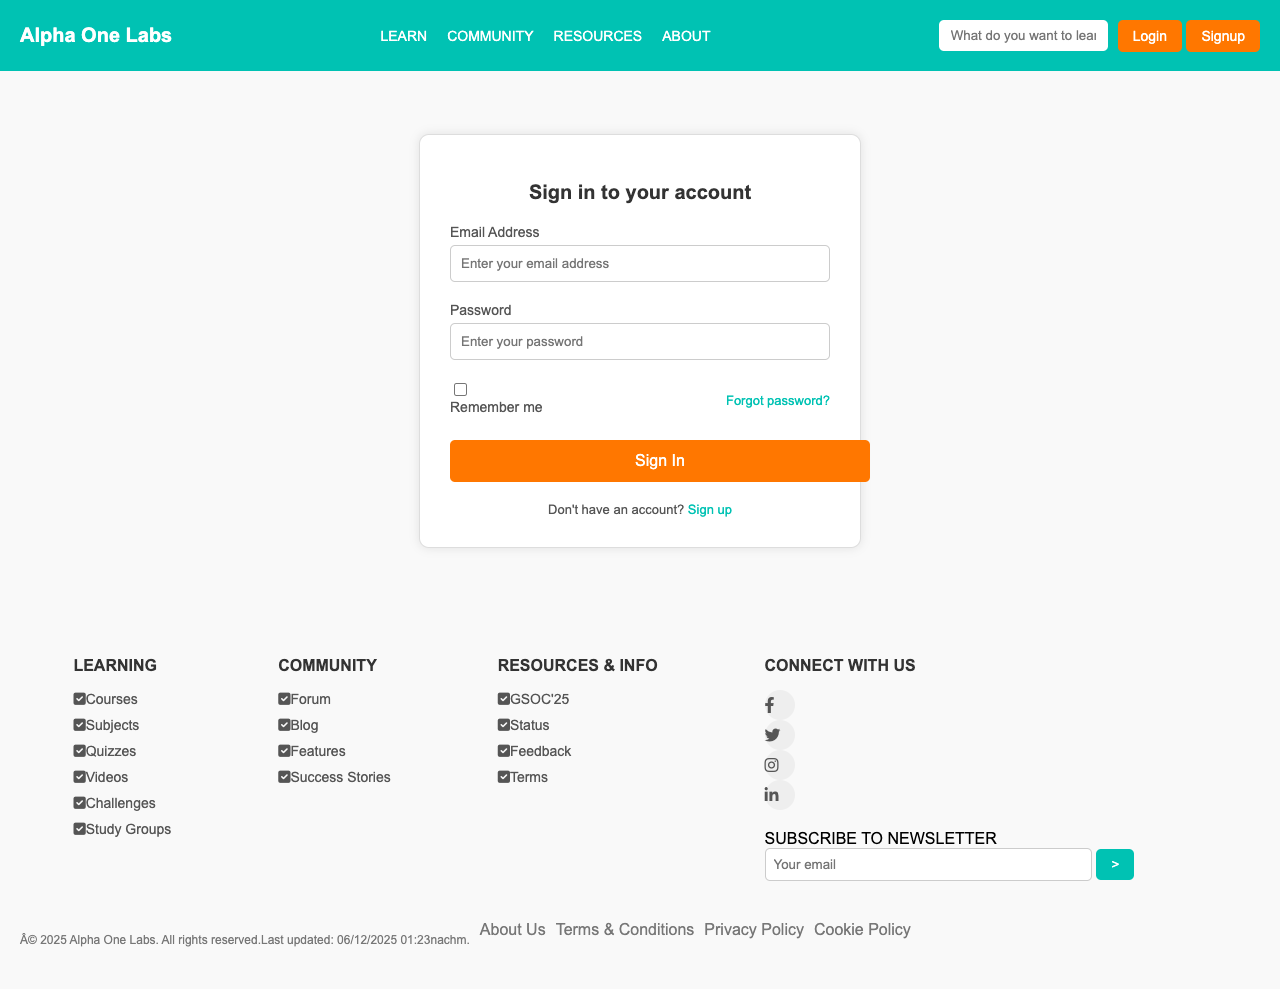 Alpha One Labs
LEARN COMMUNITY RESOURCES ABOUT
What do you want to lear
Login
Signup
Sign in to your account
Email Address
Enter your email address
Password
Enter your password
Remember me
Forgot password?
Sign In
Don't have an account? Sign up
LEARNING
Courses
Subjects
Quizzes
Videos
Challenges
Study Groups
COMMUNITY
Forum
Blog
Features
Success Stories
RESOURCES & INFO
GSOC'25
Status
Feedback
Terms
CONNECT WITH US
SUBSCRIBE TO NEWSLETTER
Your email
>
© 2025 Alpha One Labs. All rights reserved.Last updated: 06/12/2025 01:23nachm.
About Us Terms & Conditions Privacy Policy Cookie Policy